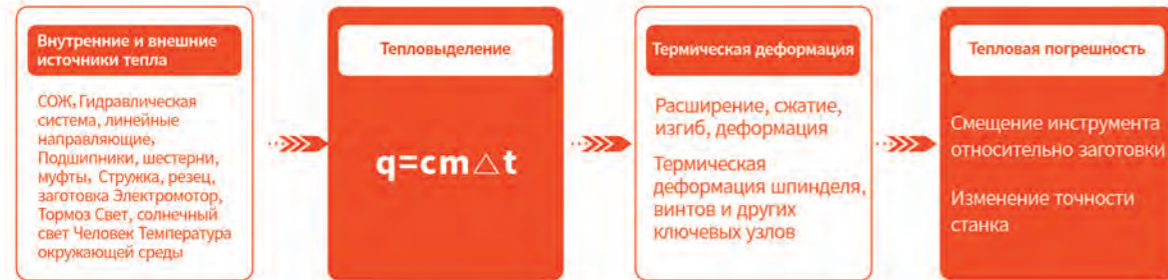 Внутренние и внешние
источники тепла
СОЖ, Гидравлическая
система, линейные
направляющие,
Подшипники, шестерни,
муфты, Стружка, резец,
заготовка Электромотор,
Тормоз Свет, солнечный
свет Человек Температура
окружающей среды
Тепловыделение
q=cm△t
Термическая деформация
Расширение, сжатие,
изгиб, деформация
Термическая
деформация шпинделя,
винтов и других
ключевых узлов
Тепловая погрешность
Смещение инструмента
относительно заготовки
Изменение точности
станка